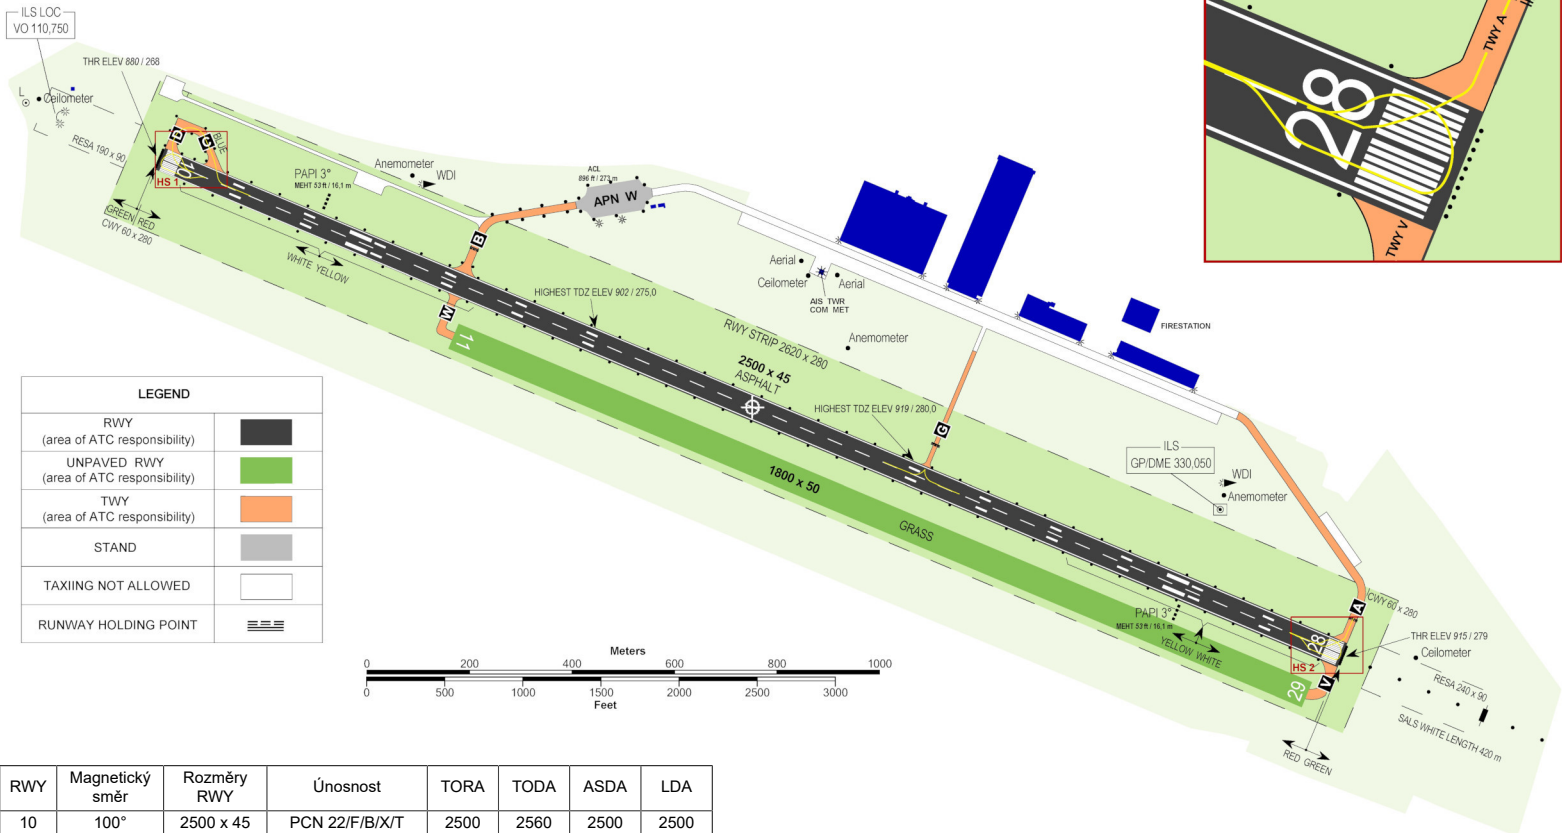 ILS LOC
VO 110,750
THR ELEV 880 / 268
L
Ceilometer
RESA 190 x 90
D
C
BLUE
10
HS 1
GREEN RED
CWY 60 x 280
PAPI 3°
MEHT 53 ft / 16,1 m
Anemometer
WDI
WHITE YELLOW
B
W
11
ACL
896 ft / 273 m
APN W
HIGHEST TDZ ELEV 902 / 275,0
RWY STRIP 2620 x 280
2500 x 45
ASPHALT
Aerial
Ceilometer
Aerial
AIS TWR
COM MET
Anemometer
FIRESTATION
HIGHEST TDZ ELEV 919 / 280,0
G
1800 x 50
GRASS
ILS
GP/DME 330,050
WDI
Anemometer
PAPI 3°
MEHT 53 ft / 16,1 m
YELLOW WHITE
A
CWY 60 x 280
28
HS 2
29
V
THR ELEV 915 / 279
Ceilometer
RESA 240 x 90
SALS WHITE LENGTH 420 m
RED GREEN
TWY A
28
TWY V
LEGEND
RWY
(area of ATC responsibility)
UNPAVED RWY
(area of ATC responsibility)
TWY
(area of ATC responsibility)
STAND
TAXIING NOT ALLOWED
RUNWAY HOLDING POINT
Meters
0 200 400 600 800 1000
0 500 1000 1500 2000 2500 3000
Feet
RWY Magnetický směr Rozměry RWY Únosnost TORA TODA ASDA LDA
10 100° 2500 x 45 PCN 22/F/B/X/T 2500 2560 2500 2500